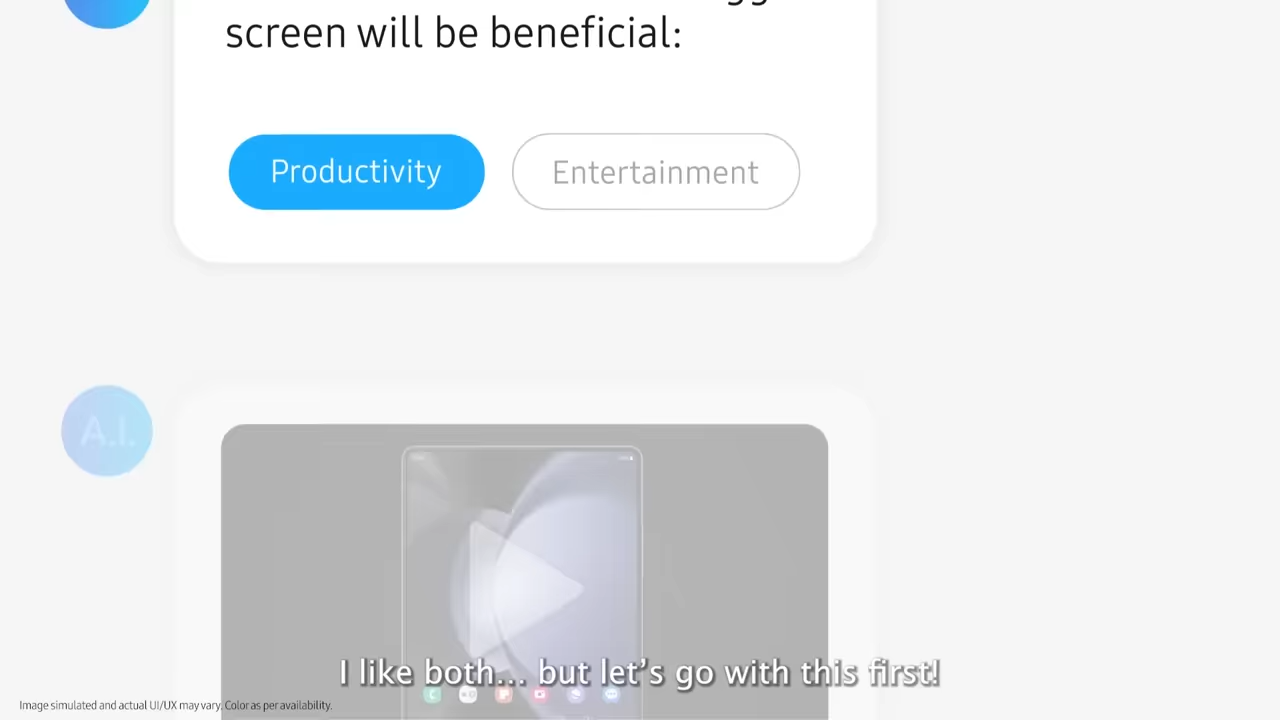 screen will be beneficial:
Productivity
Entertainment
A.I.
I like both... but let's go with this first!
Image simulated and actual UI/UX may vary. Color as per availability.